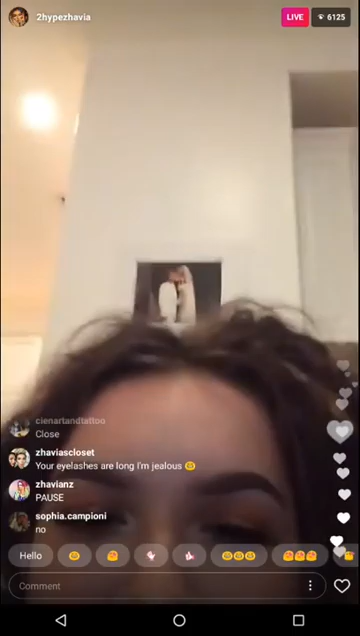 2hypezhavia
LIVE
6125
cienartandtattoo
Close
zhaviascloset
Your eyelashes are long I'm jealous
zhavianz
PAUSE
sophia.campioni
no
Hello
Comment